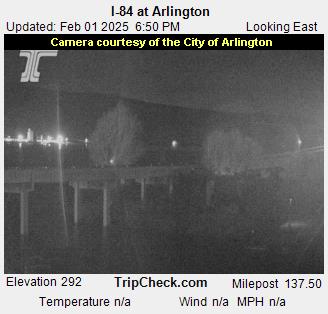 I-84 at Arlington
Updated: Feb 01 2025 6:50 PM Looking East
Camera courtesy of the City of Arlington
Elevation 292 TripCheck.com Milepost 137.50
Temperature n/a Wind n/a MPH n/a